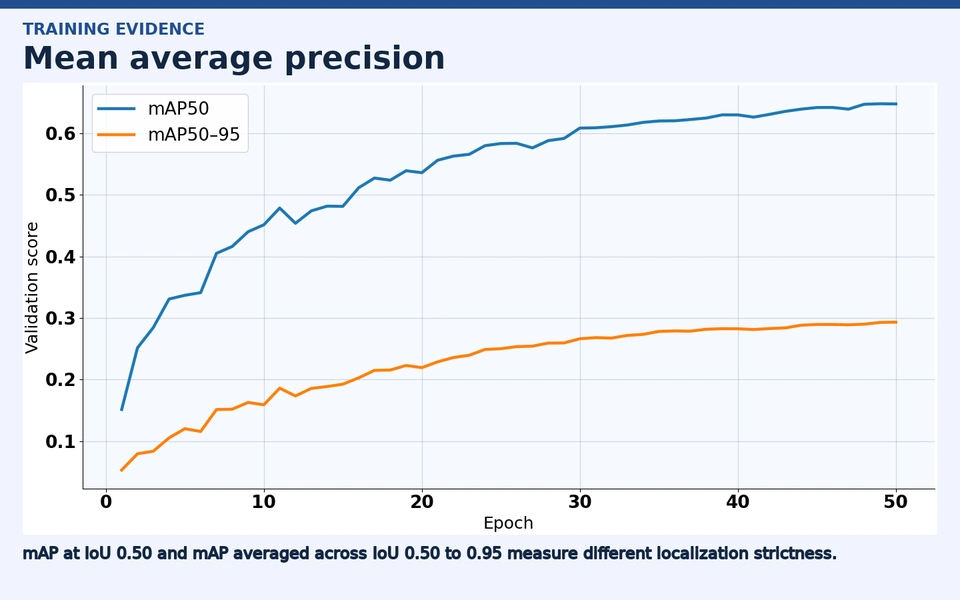 TRAINING EVIDENCE
Mean average precision
mAP50
mAP50–95
Validation score
0.6
0.5
0.4
0.3
0.2
0.1
0 10 20 30 40 50
Epoch
mAP at IoU 0.50 and mAP averaged across IoU 0.50 to 0.95 measure different localization strictness.